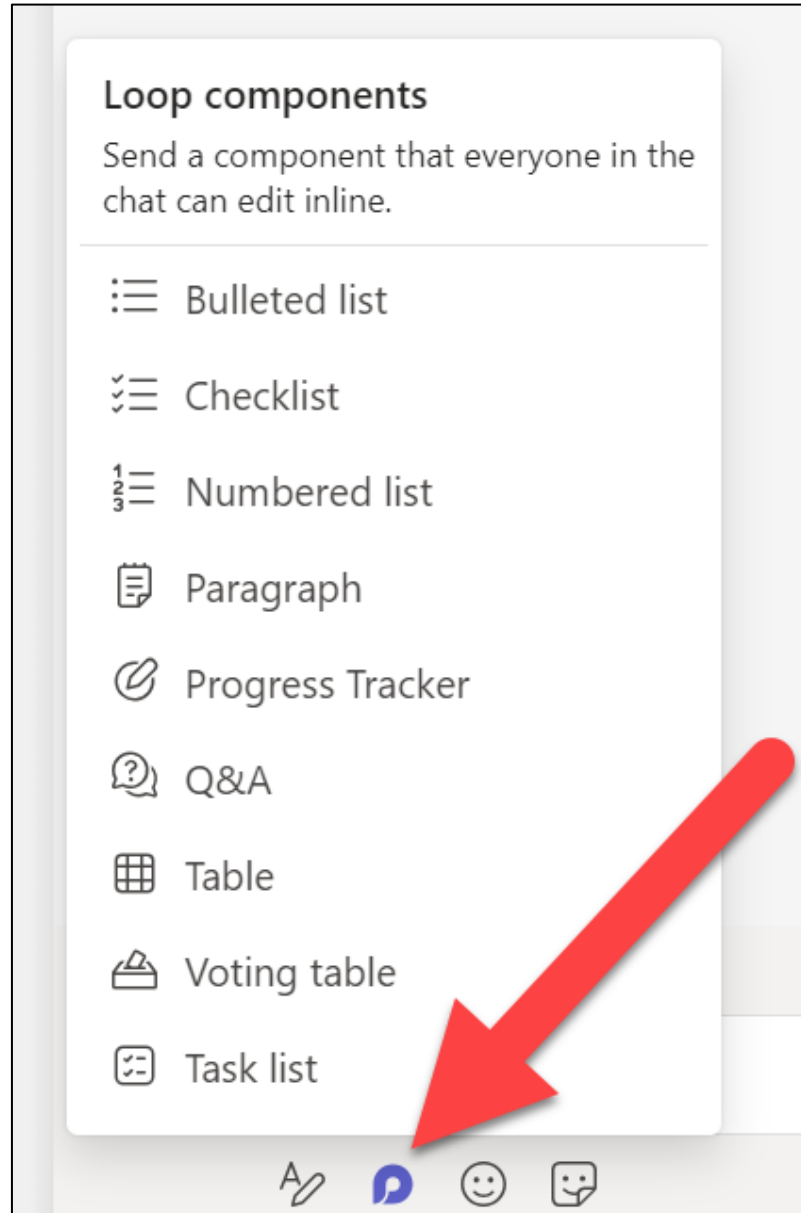 Loop components
Send a component that everyone in the
chat can edit inline.
Bulleted list
Checklist
Numbered list
Paragraph
Progress Tracker
Q&A
Table
Voting table
Task list